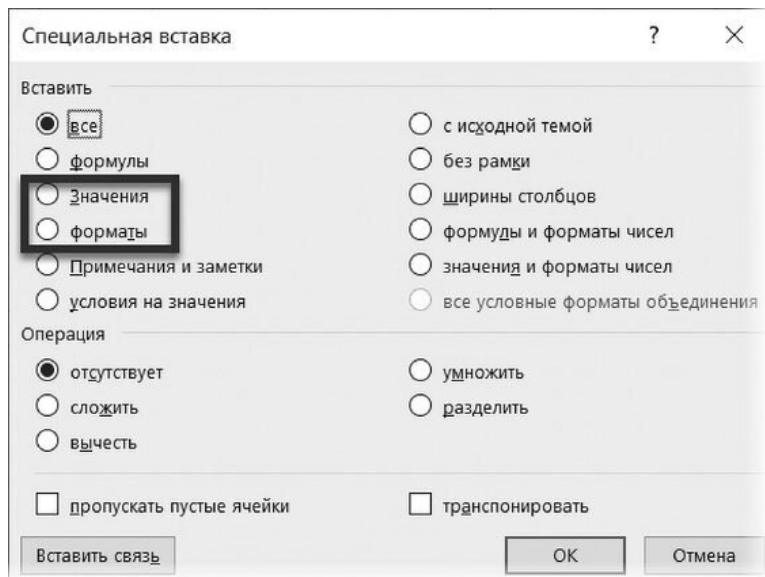 Специальная вставка ?
Вставить
все
формулы
Значения
форматы
Примечания и заметки
условия на значения
с исходной темой
без рамки
ширины столбцов
формулы и форматы чисел
значения и форматы чисел
все условные форматы объединения
Операция
отсутствует
сложить
вычесть
умножить
разделить
пропускать пустые ячейки
транспонировать
Вставить связь
ОК
Отмена